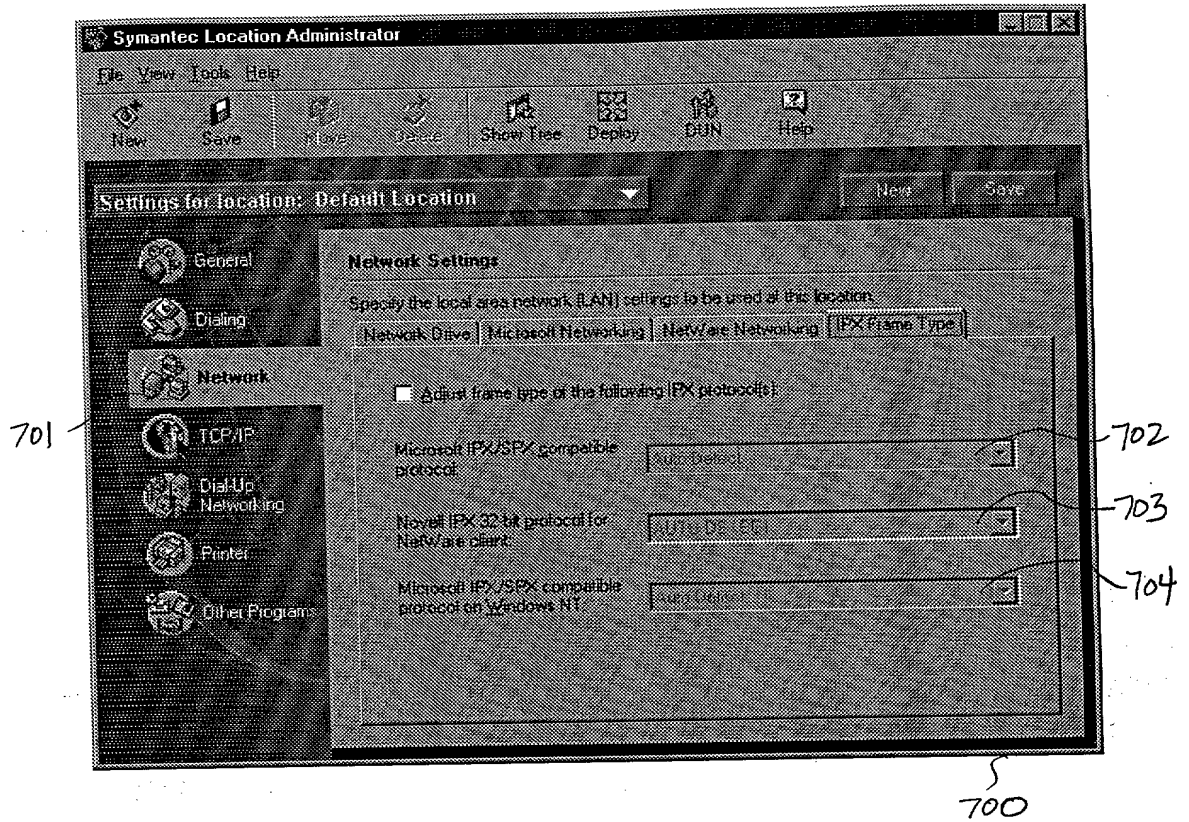 Symantec Location Administrator
File View Tools Help
New Save Move Delete Show Tree Deploy DUN Help
Settings for location: Default Location
New Save
General
Dialing
Network
TCP/IP
Dial-Up
Networking
Printer
Other Programs
Network Settings
Specify the local area network (LAN) settings to be used at this location.
Network Drive Microsoft Networking NetWare Networking IPX Frame Type
Adjust frame type of the following IPX protocol(s):
Microsoft IPX/SPX compatible
protocol:
Auto Detect
Novell IPX 32-bit protocol for
NetWare client:
AUTO DETECT
Microsoft IPX/SPX compatible
protocol on Windows NT:
Auto Detect
701
702
703
704
700